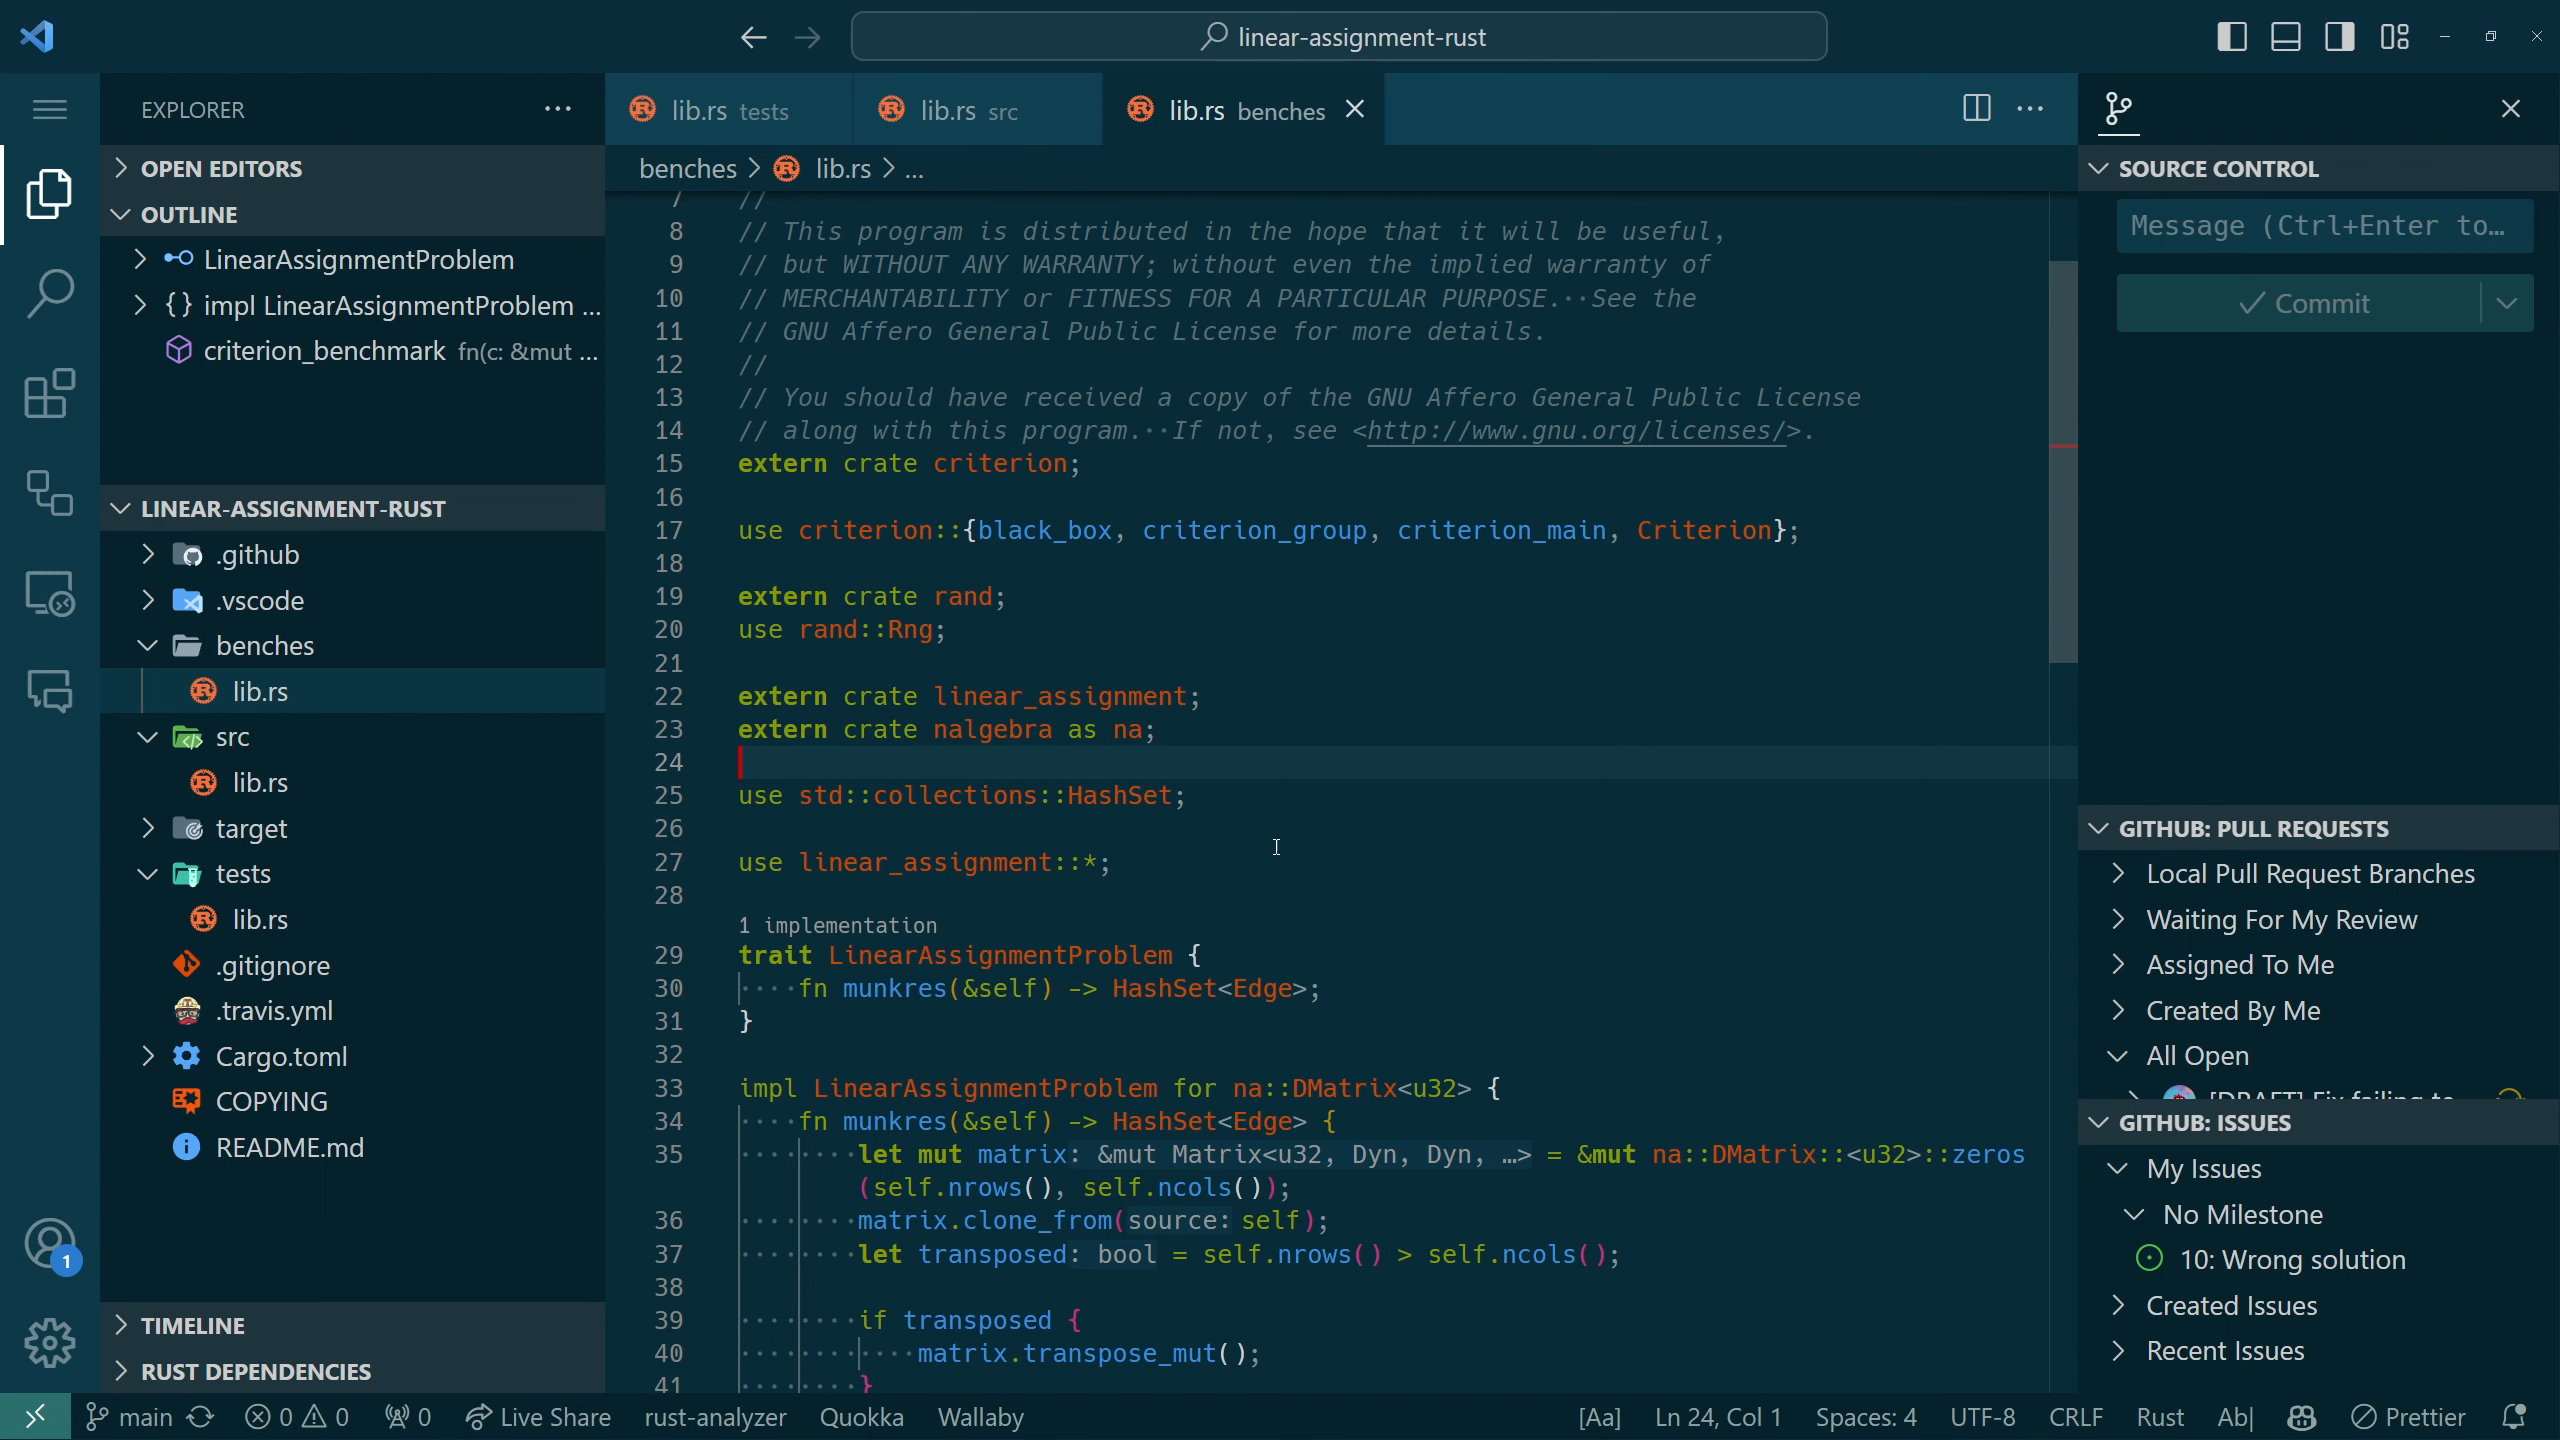 linear-assignment-rust
EXPLORER
OPEN EDITORS
OUTLINE
LinearAssignmentProblem
impl LinearAssignmentProblem ...
criterion_benchmark fn(c: &mut ...
LINEAR-ASSIGNMENT-RUST
.github
.vscode
benches
lib.rs
src
lib.rs
target
tests
lib.rs
.gitignore
.travis.yml
Cargo.toml
COPYING
README.md
TIMELINE
RUST DEPENDENCIES
lib.rs tests
lib.rs src
lib.rs benches
benches > lib.rs > ...
7 //
8 // This program is distributed in the hope that it will be useful,
9 // but WITHOUT ANY WARRANTY; without even the implied warranty of
10 // MERCHANTABILITY or FITNESS FOR A PARTICULAR PURPOSE.··See the
11 // GNU Affero General Public License for more details.
12 //
13 // You should have received a copy of the GNU Affero General Public License
14 // along with this program.··If not, see <http://www.gnu.org/licenses/>.
15 extern crate criterion;
16
17 use criterion::{black_box, criterion_group, criterion_main, Criterion};
18
19 extern crate rand;
20 use rand::Rng;
21
22 extern crate linear_assignment;
23 extern crate nalgebra as na;
24
25 use std::collections::HashSet;
26
27 use linear_assignment::*;
28
1 implementation
29 trait LinearAssignmentProblem {
30 ····fn munkres(&self) -> HashSet<Edge>;
31 }
32
33 impl LinearAssignmentProblem for na::DMatrix<u32> {
34 ····fn munkres(&self) -> HashSet<Edge> {
35 ········let mut matrix: &mut Matrix<u32, Dyn, Dyn, …> = &mut na::DMatrix::<u32>::zeros
(self.nrows(), self.ncols());
36 ········matrix.clone_from(source: self);
37 ········let transposed: bool = self.nrows() > self.ncols();
38
39 ········if transposed {
40 ············matrix.transpose_mut();
41 ········}
SOURCE CONTROL
Message (Ctrl+Enter to…
Commit
GITHUB: PULL REQUESTS
Local Pull Request Branches
Waiting For My Review
Assigned To Me
Created By Me
All Open
[DRAFT] Fix failing te
GITHUB: ISSUES
My Issues
No Milestone
10: Wrong solution
Created Issues
Recent Issues
1
main 0 0 0 Live Share rust-analyzer Quokka Wallaby [Aa] Ln 24, Col 1 Spaces: 4 UTF-8 CRLF Rust Ab| Prettier